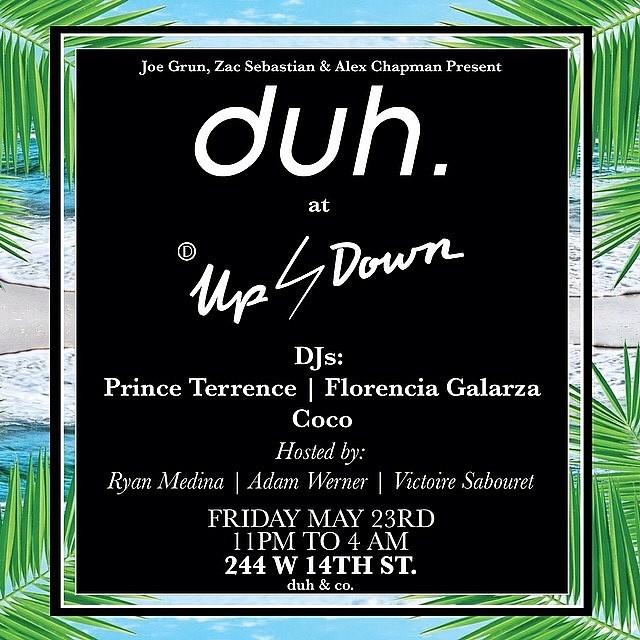 Joe Grun, Zac Sebastian & Alex Chapman Present
duh.
at
Ⓓ
Up Down
DJs:
Prince Terrence | Florencia Galarza
Coco
Hosted by:
Ryan Medina | Adam Werner | Victoire Sabouret
FRIDAY MAY 23RD
11PM TO 4 AM
244 W 14TH ST.
duh & co.